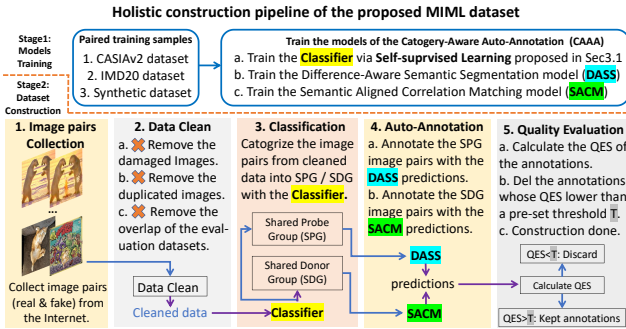 Holistic construction pipeline of the proposed MIML dataset
Stage1:
Models
Training
Paired training samples
1. CASIAv2 dataset
2. IMD20 dataset
3. Synthetic dataset
Train the models of the Catogery-Aware Auto-Annotation (CAAA)
a. Train the Classifier via Self-suprvised Learning proposed in Sec3.1
b. Train the Difference-Aware Semantic Segmentation model (DASS)
c. Train the Semantic Aligned Correlation Matching model (SACM)
Stage2:
Dataset
Construction
1. Image pairs
Collection
...
Collect image pairs
(real & fake) from
the Internet.
2. Data Clean
a. Remove the
damaged Images.
b. Remove the
duplicated images.
c. Remove the
overlap of the eval-
uation datasets.
Data Clean
Cleaned data
3. Classification
Catogrize the image
pairs from cleaned
data into SPG / SDG
with the Classifier.
Shared Probe
Group (SPG)
Shared Donor
Group (SDG)
Classifier
4. Auto-Annotation
a. Annotate the SPG
image pairs with the
DASS predictions.
b. Annotate the SDG
image pairs with the
SACM predictions.
DASS
predictions
SACM
5. Quality Evaluation
a. Calculate the QES of
the annotations.
b. Del the annotations
whose QES lower than
a pre-set threshold T.
c. Construction done.
QES<T: Discard
Calculate QES
QES>T: Kept annotations